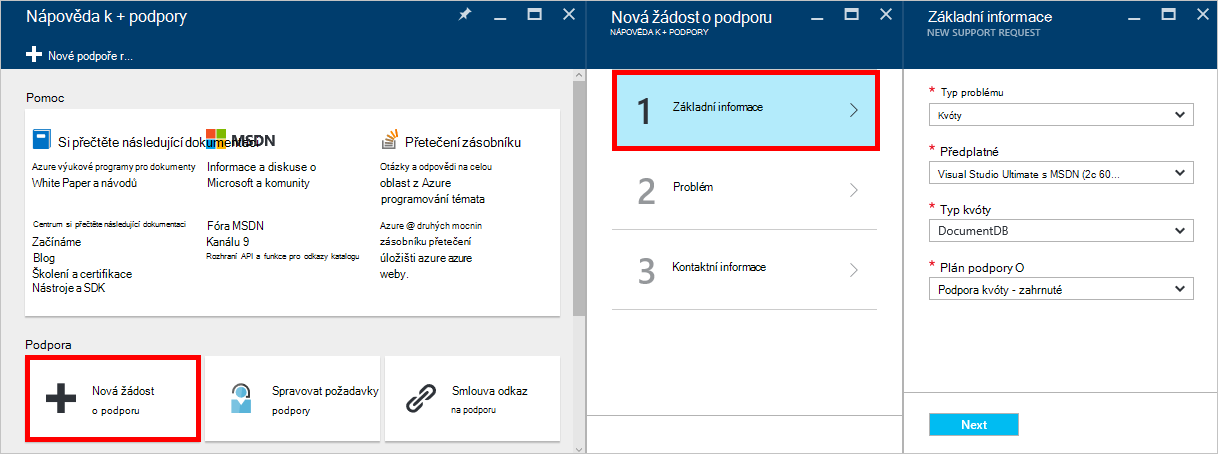 Nápověda k + podpory
Nové podpoře r...
Pomoc
Si přečtěte následující dokumentaci
Azure výukové programy pro dokumenty
White Paper a návodů
Centrum si přečtěte následující dokumentaci
Začínáme
Blog
Školení a certifikace
Nástroje a SDK
MSDN
Informace a diskuse o
Microsoft a komunity
Fóra MSDN
Kanálu 9
Rozhraní API a funkce pro odkazy katalogu
Přetečení zásobníku
Otázky a odpovědi na celou
oblast z Azure
programování témata
Azure @ druhých mocnin
zásobníku přetečení
úložišti azure azure
weby.
Podpora
Nová žádost
o podporu
Spravovat požadavky
podpory
Smlouva odkaz
na podporu
Nová žádost o podporu
NÁPOVĚDA K + PODPORY
1 Základní informace
2 Problém
3 Kontaktní informace
Základní informace
NEW SUPPORT REQUEST
* Typ problému
Kvóty
* Předplatné
Visual Studio Ultimate s MSDN (2c 60...
* Typ kvóty
DocumentDB
* Plán podpory O
Podpora kvóty - zahrnuté
Next